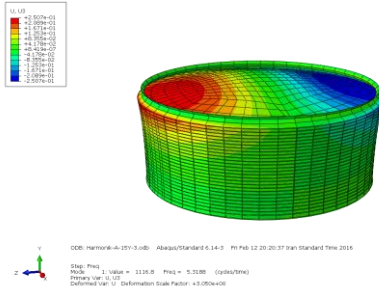 U, U3
+2.507e-01
+2.089e-01
+1.671e-01
+1.253e-01
+8.355e-02
+4.178e-02
-4.178e-02
-8.355e-02
-1.253e-01
-1.671e-01
-2.089e-01
-2.507e-01
Y
Z
X
ODB: Harmonik-A-15Y-3.odb Abaqus/Standard 6.14-3 Fri Feb 12 20:20:37 Iran Standard Time 2016
Step: Freq
Mode 1: Value = 1116.8 Freq = 5.3188 (cycles/time)
Primary Var: U, U3
Deformed Var: U Deformation Scale Factor: +3.050e+00